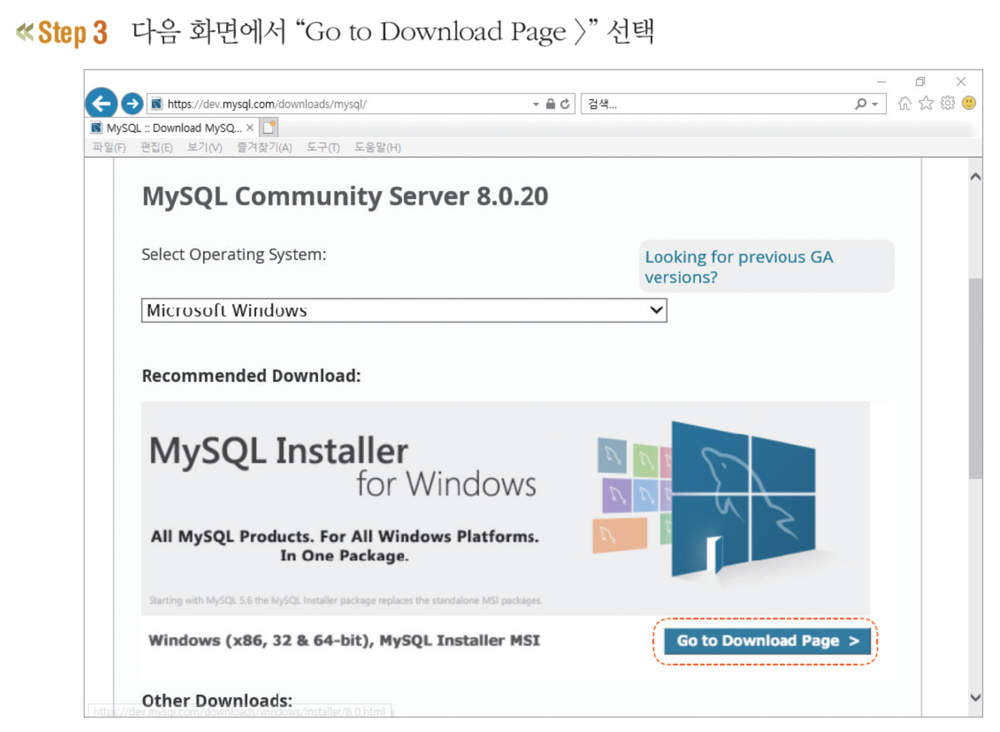 ≪Step 3 다음 화면에서 “Go to Download Page 〉” 선택
https://dev.mysql.com/downloads/mysql/
검색...
MySQL :: Download MySQ...
파일(F) 편집(E) 보기(V) 즐겨찾기(A) 도구(T) 도움말(H)
MySQL Community Server 8.0.20
Select Operating System:
Looking for previous GA
versions?
Microsoft Windows
Recommended Download:
MySQL Installer
for Windows
All MySQL Products. For All Windows Platforms.
In One Package.
Starting with MySQL 5.6 the MySQL Installer package replaces the standalone MSI packages.
Windows (x86, 32 & 64-bit), MySQL Installer MSI
Go to Download Page >
Other Downloads:
https://dev.mysql.com/downloads/windows/installer/8.0.html